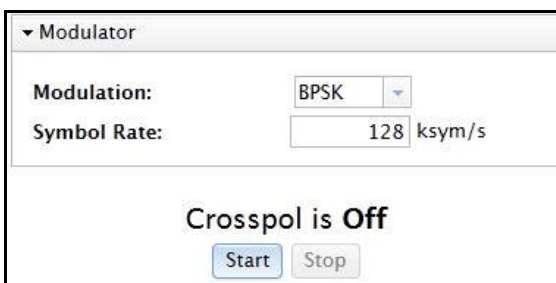 Modulator
Modulation: BPSK
Symbol Rate: 128 ksym/s
Crosspol is Off
Start Stop